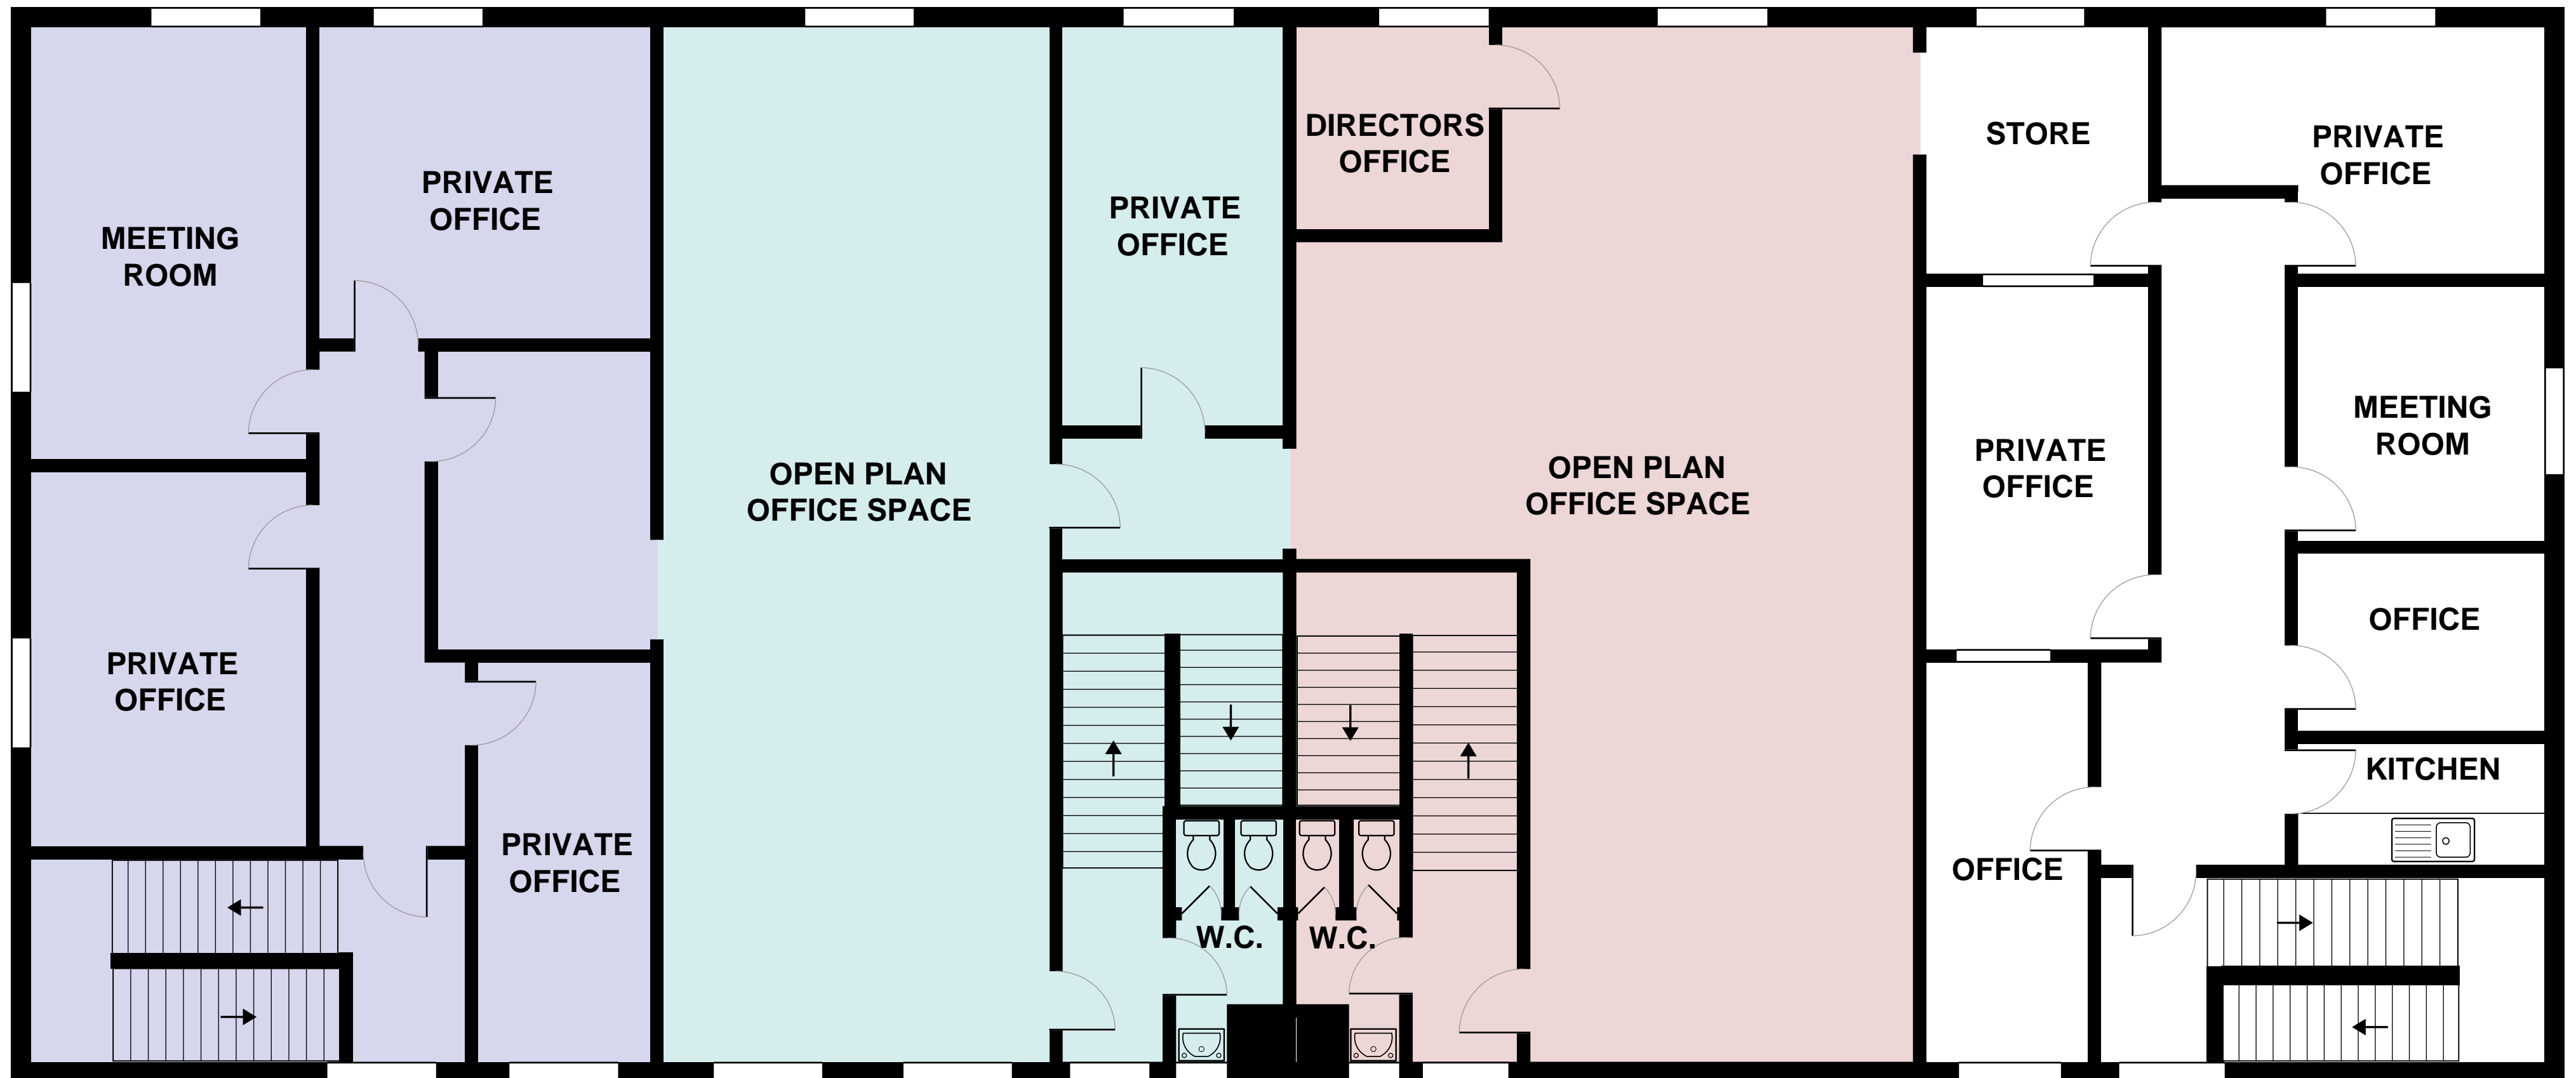 MEETING
ROOM
PRIVATE
OFFICE
PRIVATE
OFFICE
PRIVATE
OFFICE
OPEN PLAN
OFFICE SPACE
PRIVATE
OFFICE
W.C.
W.C.
DIRECTORS
OFFICE
OPEN PLAN
OFFICE SPACE
STORE
PRIVATE
OFFICE
PRIVATE
OFFICE
MEETING
ROOM
OFFICE
KITCHEN
OFFICE